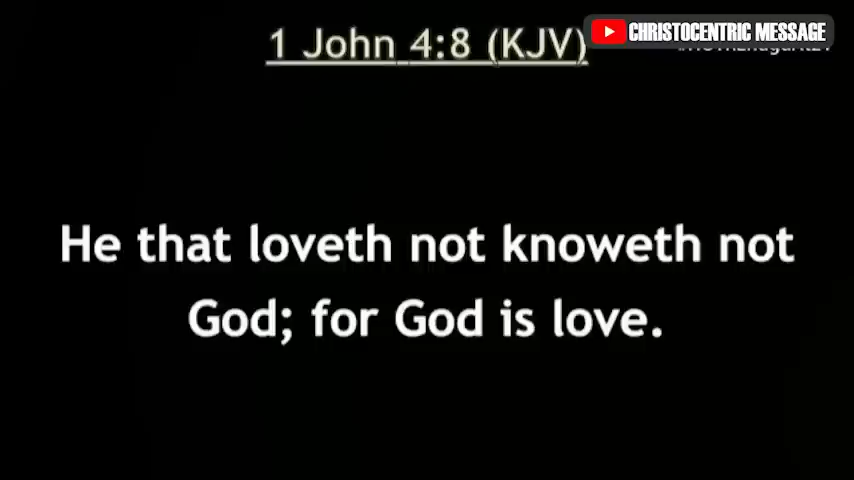 1 John 4:8 (KJV)
CHRISTOCENTRIC MESSAGE
He that loveth not knoweth not
God; for God is love.